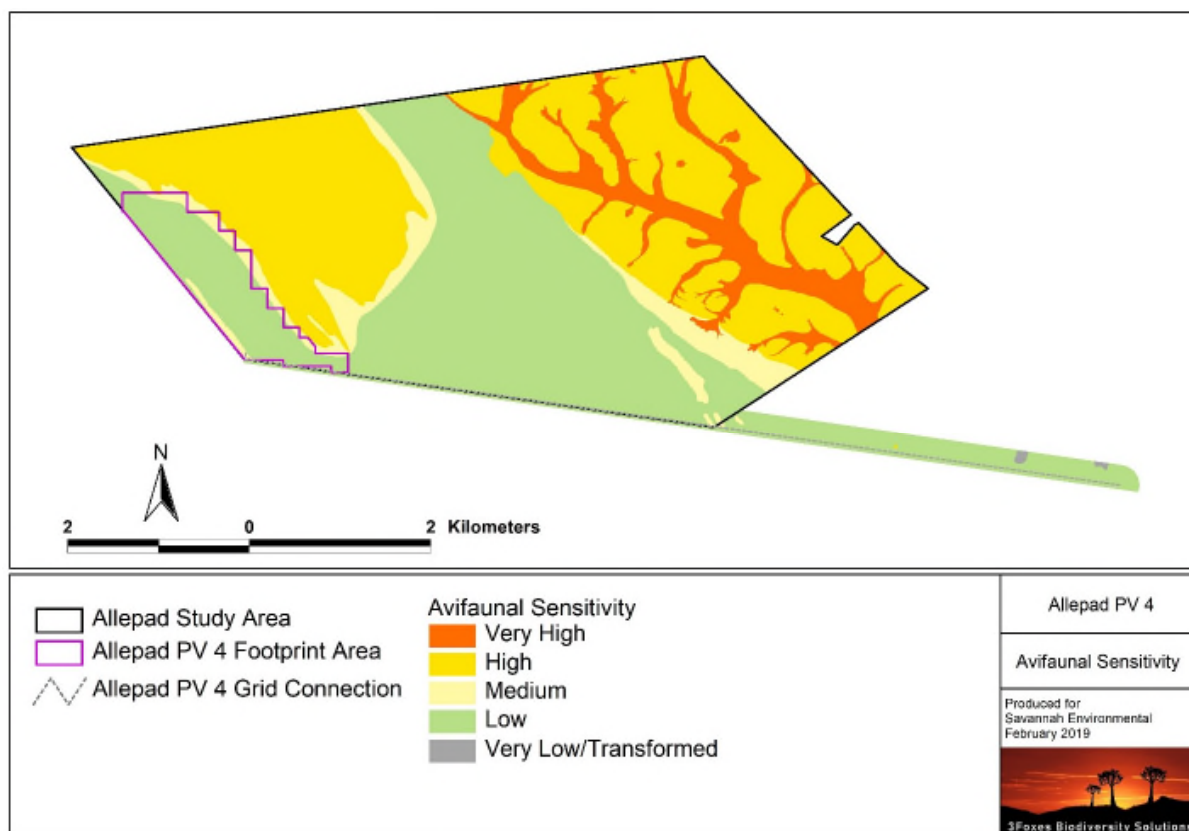 N
2 0 2 Kilometers
Allepad Study Area
Allepad PV 4 Footprint Area
Allepad PV 4 Grid Connection
Avifaunal Sensitivity
Very High
High
Medium
Low
Very Low/Transformed
Allepad PV 4
Avifaunal Sensitivity
Produced for
Savannah Environmental
February 2019
3Foxes Biodiversity Solutions